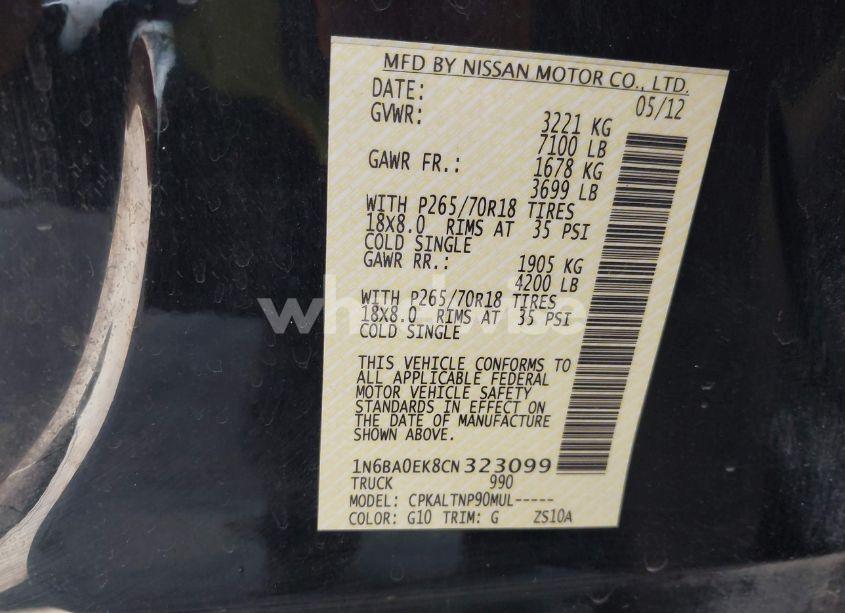 MFD BY NISSAN MOTOR CO., LTD.
DATE: 05/12
GVWR: 3221 KG
7100 LB
GAWR FR.: 1678 KG
3699 LB
WITH P265/70R18 TIRES
18X8.0 RIMS AT 35 PSI
COLD SINGLE
GAWR RR.: 1905 KG
4200 LB
WITH P265/70R18 TIRES
18X8.0 RIMS AT 35 PSI
COLD SINGLE
THIS VEHICLE CONFORMS TO
ALL APPLICABLE FEDERAL
MOTOR VEHICLE SAFETY
STANDARDS IN EFFECT ON
THE DATE OF MANUFACTURE
SHOWN ABOVE.
1N6BA0EK8CN323099
TRUCK 990
MODEL: CPKALTNP90MUL-----
COLOR: G10 TRIM: G ZS10A